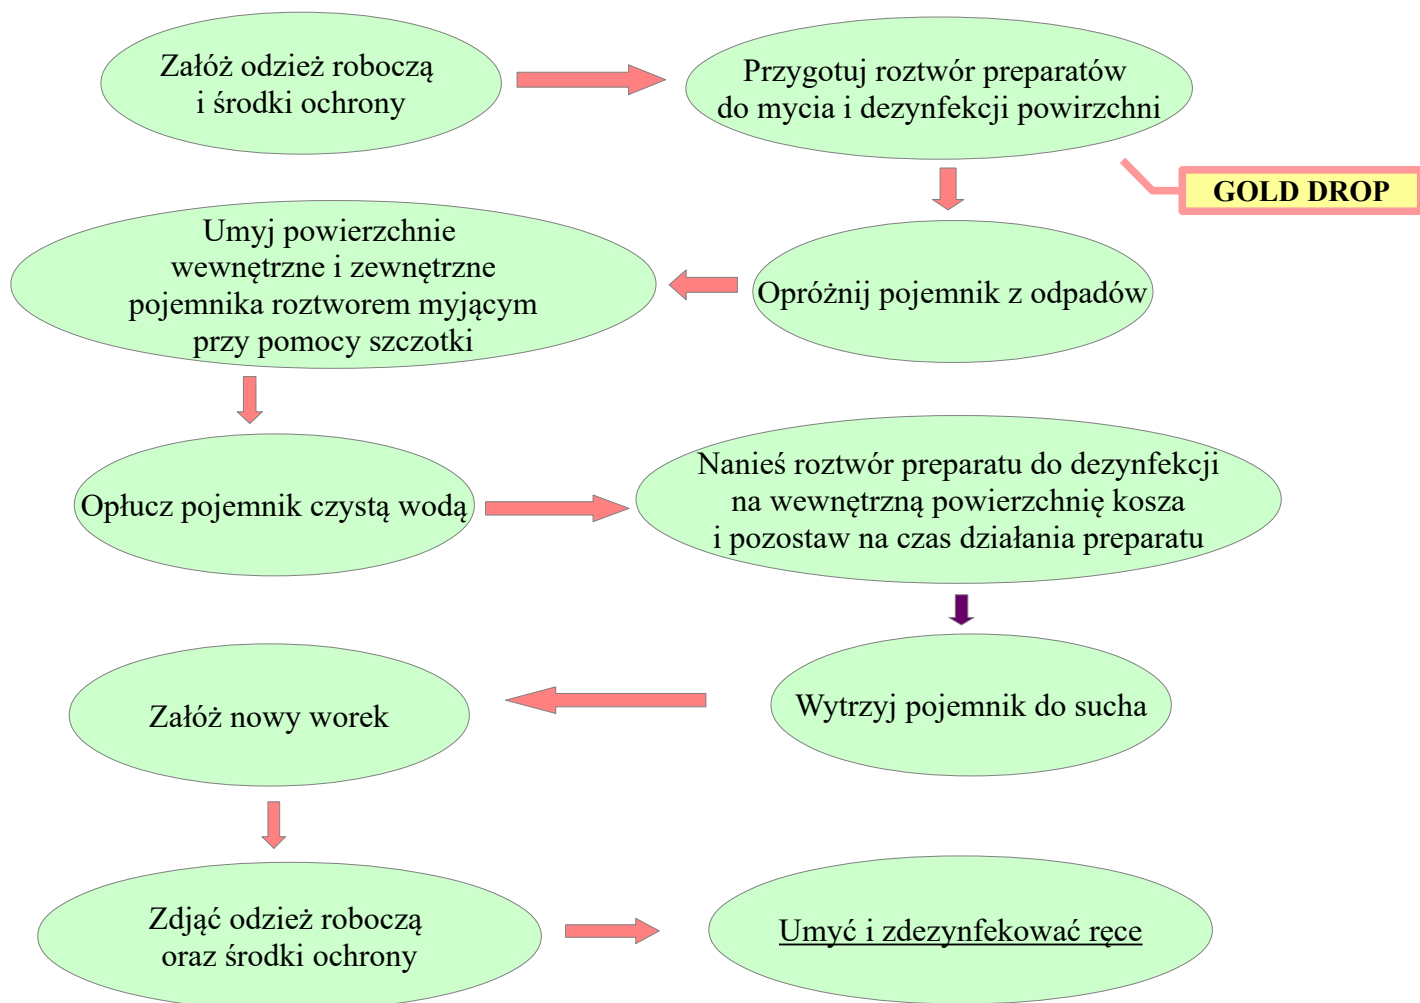 Załóż odzież roboczą
i środki ochrony
Przygotuj roztwór preparatów
do mycia i dezynfekcji powirzchni
GOLD DROP
Opróżnij pojemnik z odpadów
Umyj powierzchnie
wewnętrzne i zewnętrzne
pojemnika roztworem myjącym
przy pomocy szczotki
Opłucz pojemnik czystą wodą
Nanieś roztwór preparatu do dezynfekcji
na wewnętrzną powierzchnię kosza
i pozostaw na czas działania preparatu
Wytrzyj pojemnik do sucha
Załóż nowy worek
Zdjąć odzież roboczą
oraz środki ochrony
Umyć i zdezynfekować ręce